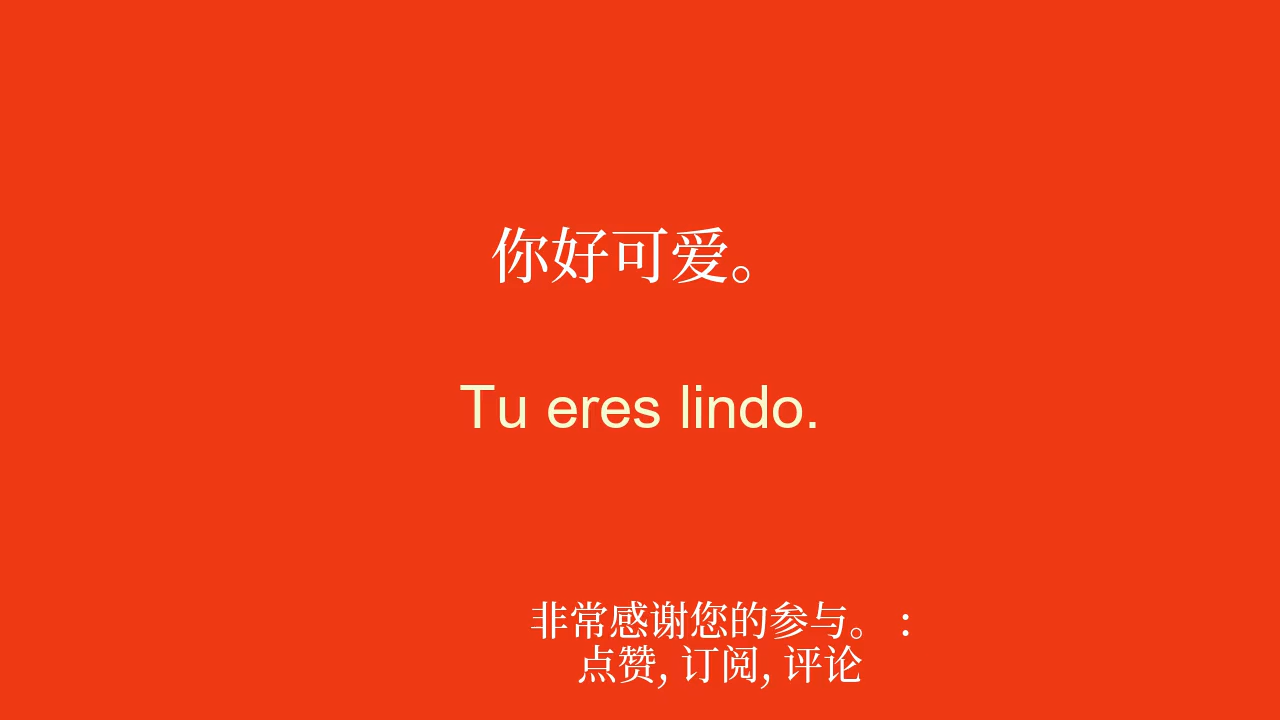 你好可爱。
Tu eres lindo.
非常感谢您的参与。 :
点赞, 订阅, 评论